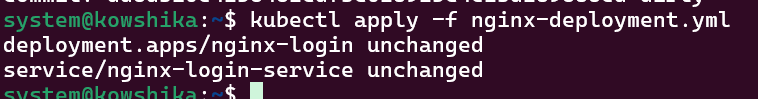 system@kowshika:~$ kubectl apply -f nginx-deployment.yml
deployment.apps/nginx-login unchanged
service/nginx-login-service unchanged
system@kowshika:~$